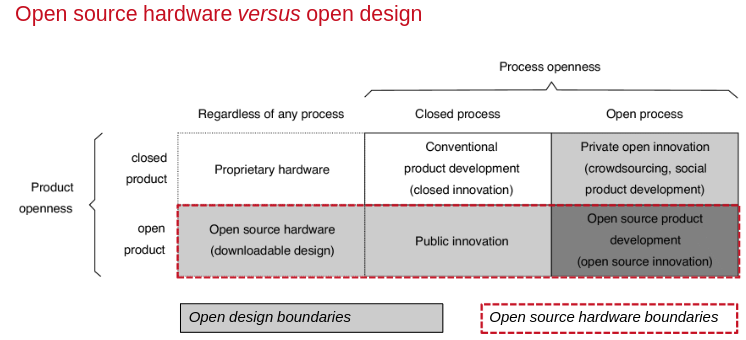 Open source hardware versus open design
Process openness
Regardless of any process
Closed process
Open process
Product
openness
closed
product
Proprietary hardware
Conventional
product development
(closed innovation)
Private open innovation
(crowdsourcing, social
product development)
open
product
Open source hardware
(downloadable design)
Public innovation
Open source product
development
(open source innovation)
Open design boundaries
Open source hardware boundaries